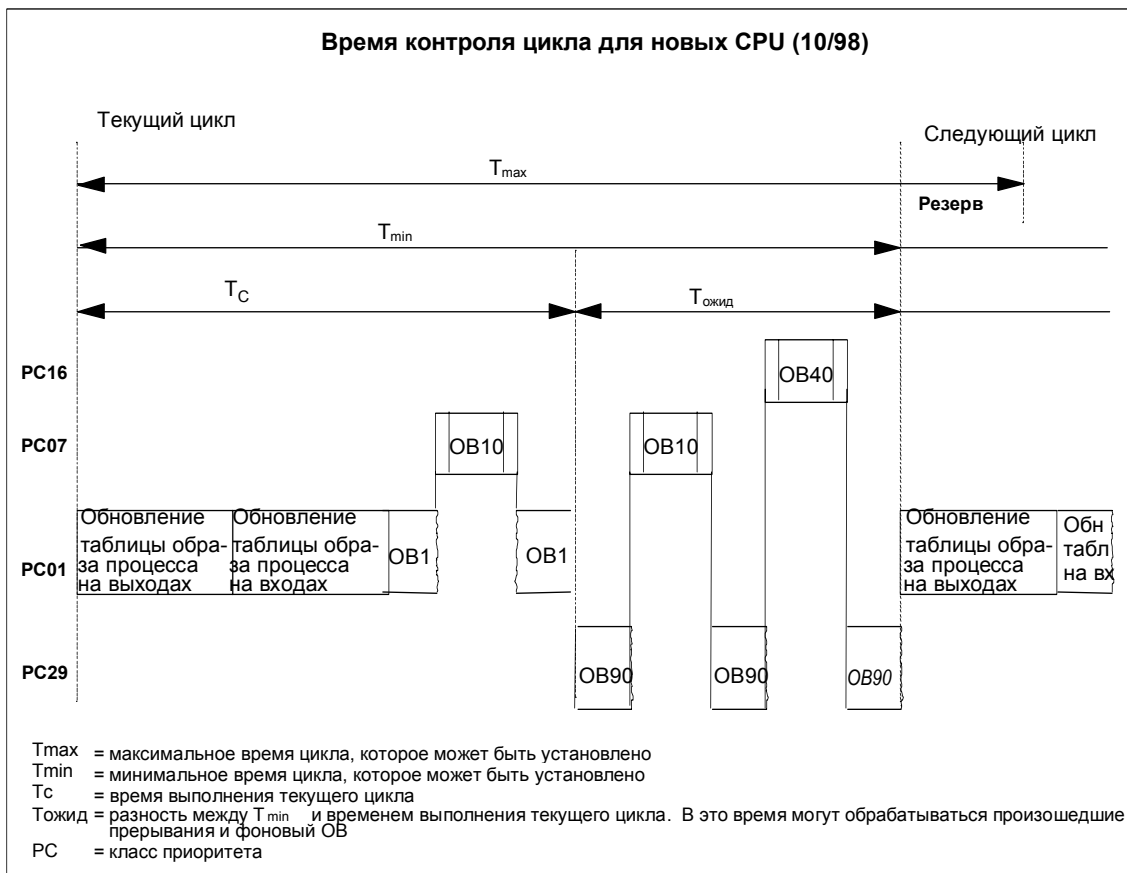 Время контроля цикла для новых CPU (10/98)
Текущий цикл
Следующий цикл
Tmax
Резерв
Tmin
TC
Tожид
PC16
OB40
PC07
OB10
OB10
PC01
Обновление
таблицы обра-
за процесса
на выходах
Обновление
таблицы обра-
за процесса
на входах
OB1
OB1
Обновление
таблицы обра-
за процесса
на выходах
Обн
табл
на вх
PC29
OB90
OB90
OB90
Tmax = максимальное время цикла, которое может быть установлено
Tmin = минимальное время цикла, которое может быть установлено
Tc = время выполнения текущего цикла
Tожид = разность между Tmin и временем выполнения текущего цикла. В это время могут обрабатываться произошедшие
прерывания и фоновый OB
PC = класс приоритета